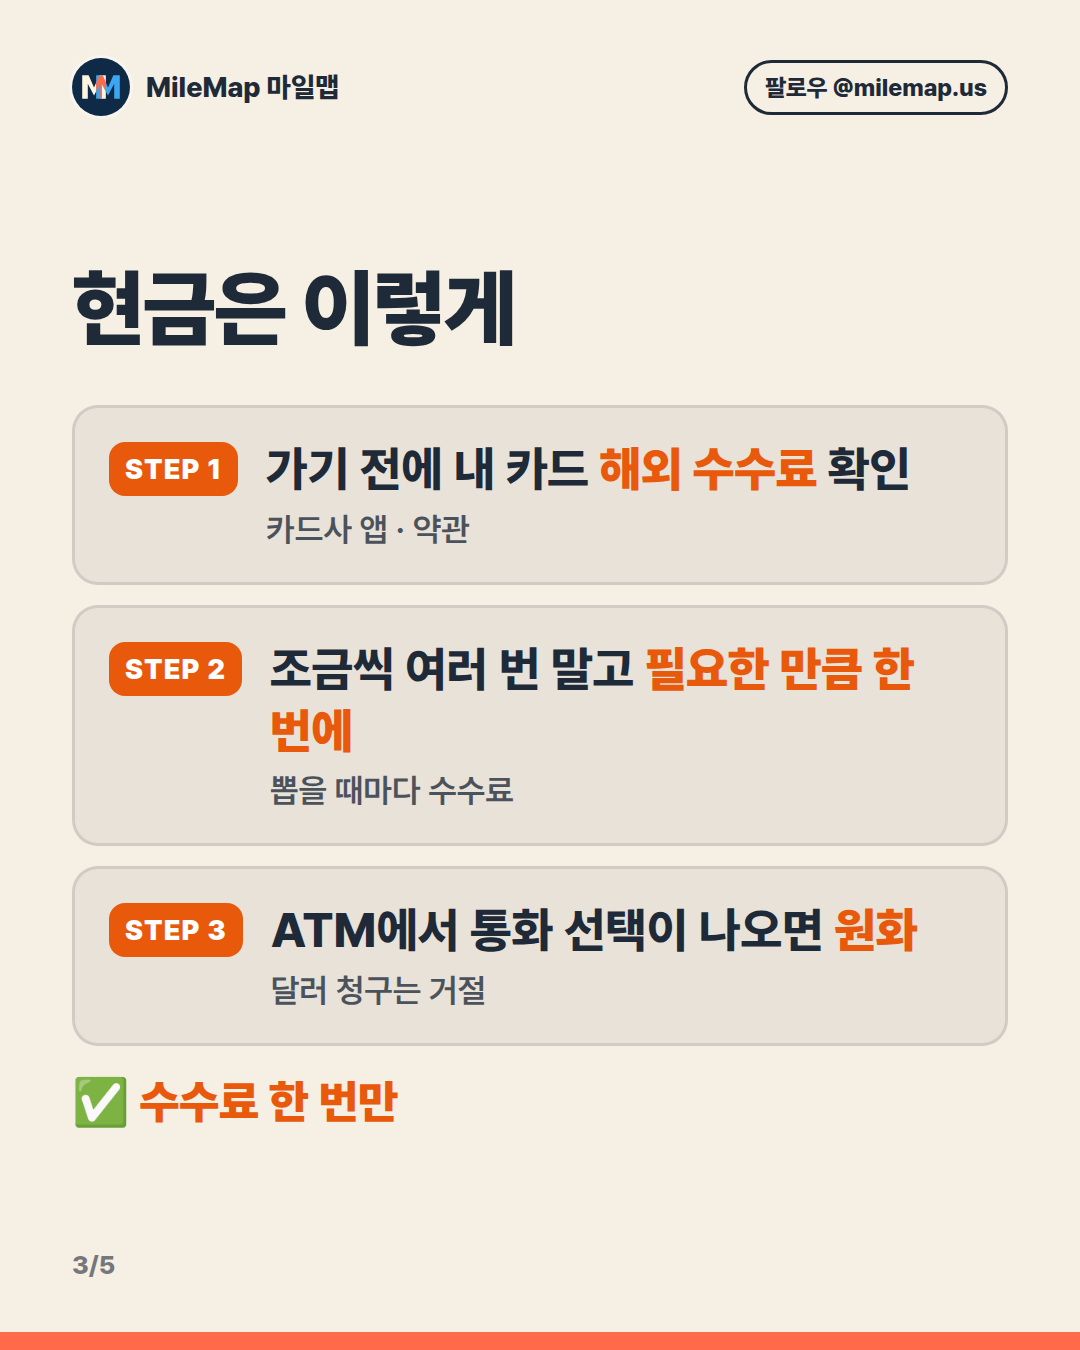 MileMap 마일맵
팔로우 @milemap.us
현금은 이렇게
STEP 1
가기 전에 내 카드 해외 수수료 확인
카드사 앱 · 약관
STEP 2
조금씩 여러 번 말고 필요한 만큼 한
번에
뽑을 때마다 수수료
STEP 3
ATM에서 통화 선택이 나오면 원화
달러 청구는 거절
✅ 수수료 한 번만
3/5